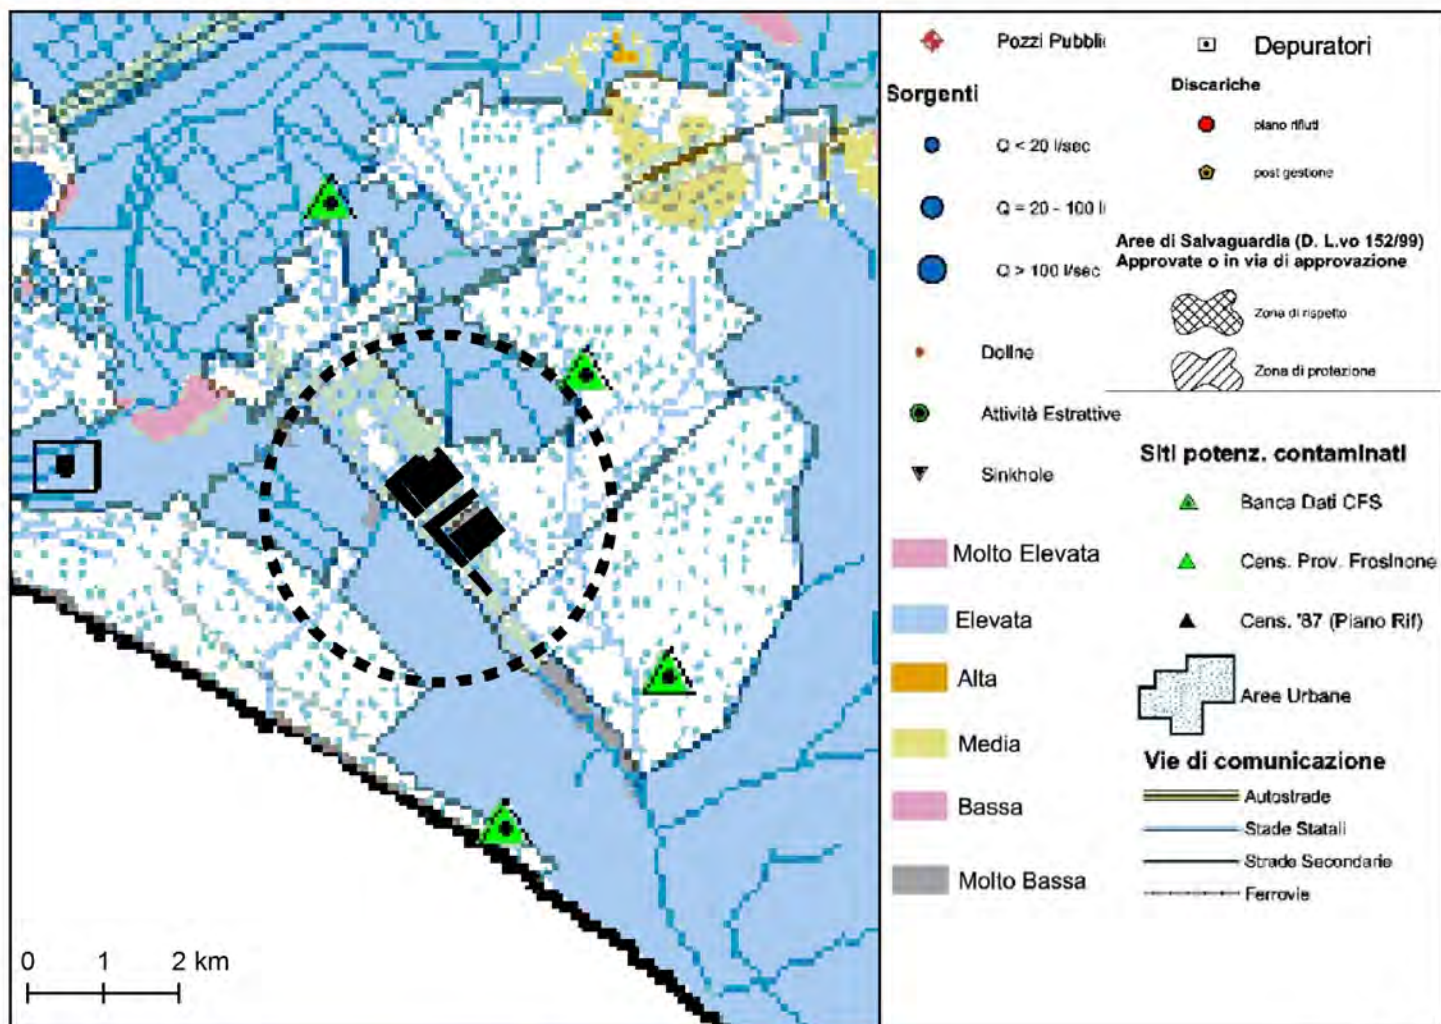 Pozzi Pubbli
Sorgenti
Q < 20 l/sec
Q = 20 - 100 l
Q > 100 l/sec
Doline
Attività Estrattive
Sinkhole
Molto Elevata
Elevata
Alta
Media
Bassa
Molto Bassa
Depuratori
Discariche
piano rifiuti
post gestione
Aree di Salvaguardia (D. L.vo 152/99)
Approvate o in via di approvazione
Zona di rispetto
Zona di protezione
Siti potenz. contaminati
Banca Dati CFS
Cens. Prov. Frosinone
Cens. '87 (Piano Rif)
Aree Urbane
Vie di comunicazione
Autostrade
Stade Statali
Strade Secondarie
Ferrovie
0 1 2 km